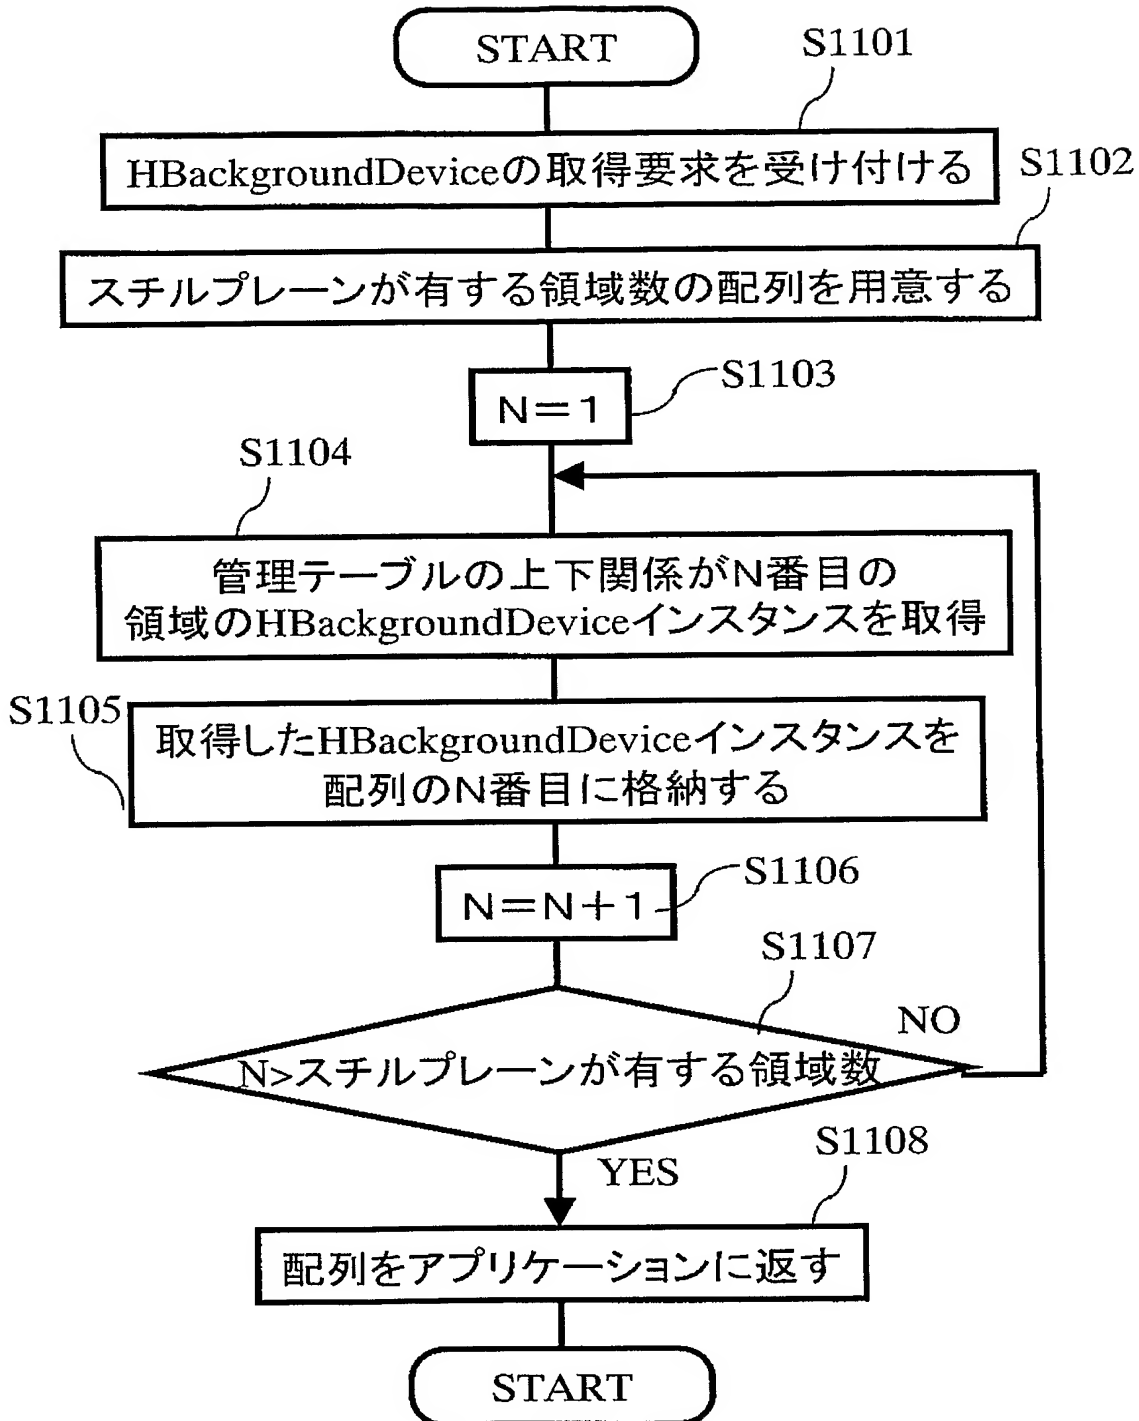 START
S1101
HBackgroundDeviceの取得要求を受け付ける
S1102
スチルプレーンが有する領域数の配列を用意する
N=1
S1103
S1104
管理テーブルの上下関係がN番目の
領域のHBackgroundDeviceインスタンスを取得
S1105
取得したHBackgroundDeviceインスタンスを
配列のN番目に格納する
N=N+1
S1106
S1107
NO
N>スチルプレーンが有する領域数
YES
S1108
配列をアプリケーションに返す
START